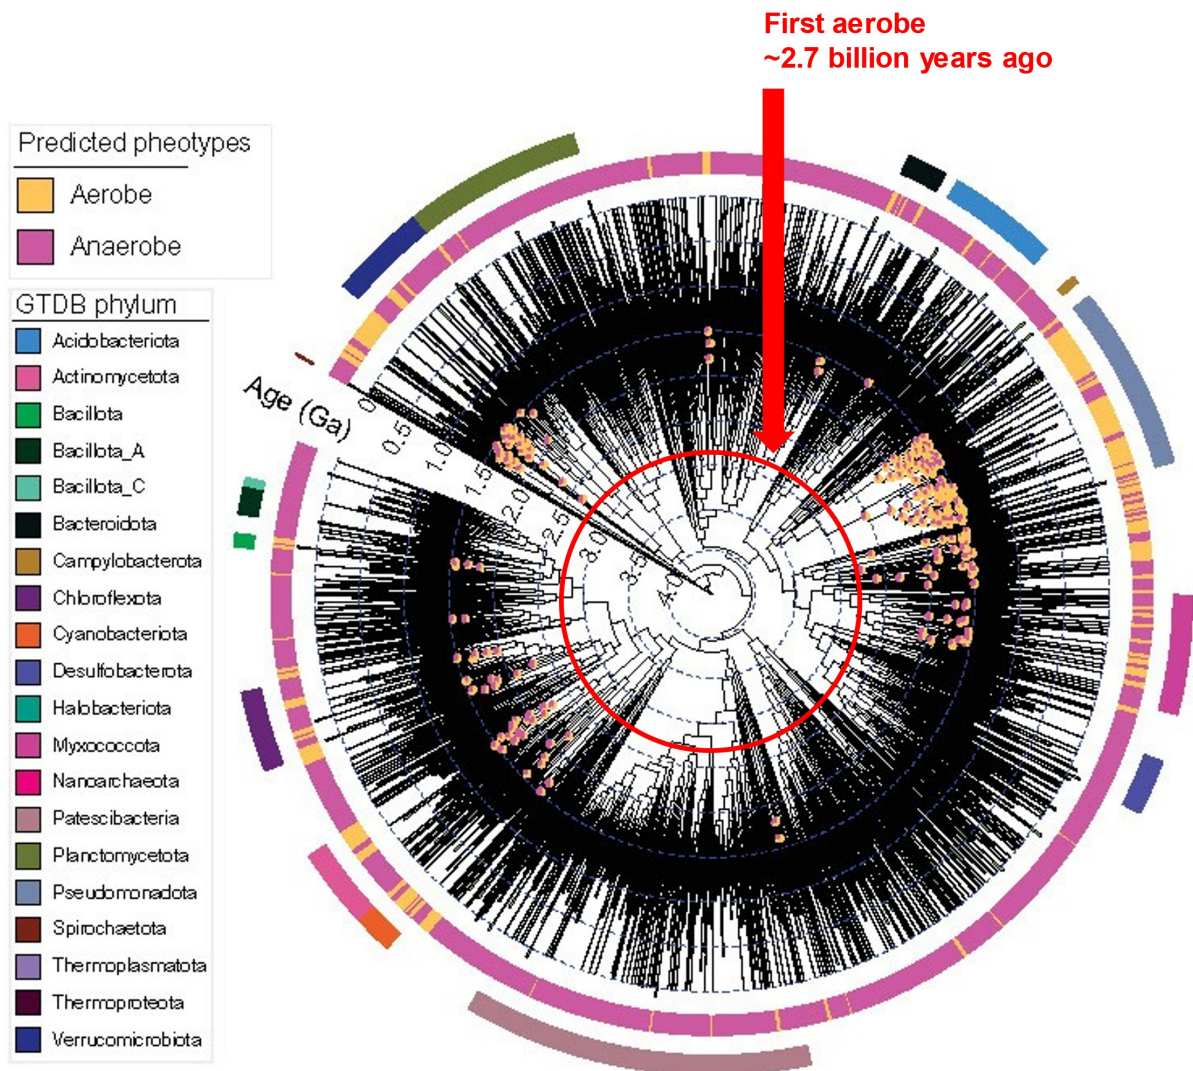 First aerobe
~2.7 billion years ago
Predicted pheotypes
Aerobe
Anaerobe
GTDB phylum
Acidobacteriota
Actinomycetota
Bacillota
Bacillota_A
Bacillota_C
Bacteroidota
Campylobacterota
Chloroflexota
Cyanobacteriota
Desulfobacterota
Halobacteriota
Myxococcota
Nanoarchaeota
Patescibacteria
Planctomycetota
Pseudomonadota
Spirochaetota
Thermoplasmatota
Thermoproteota
Verrucomicrobiota
Age (Ga)
0
0.5
1.0
1.5
2.0
2.5
3.0
3.5
4.0